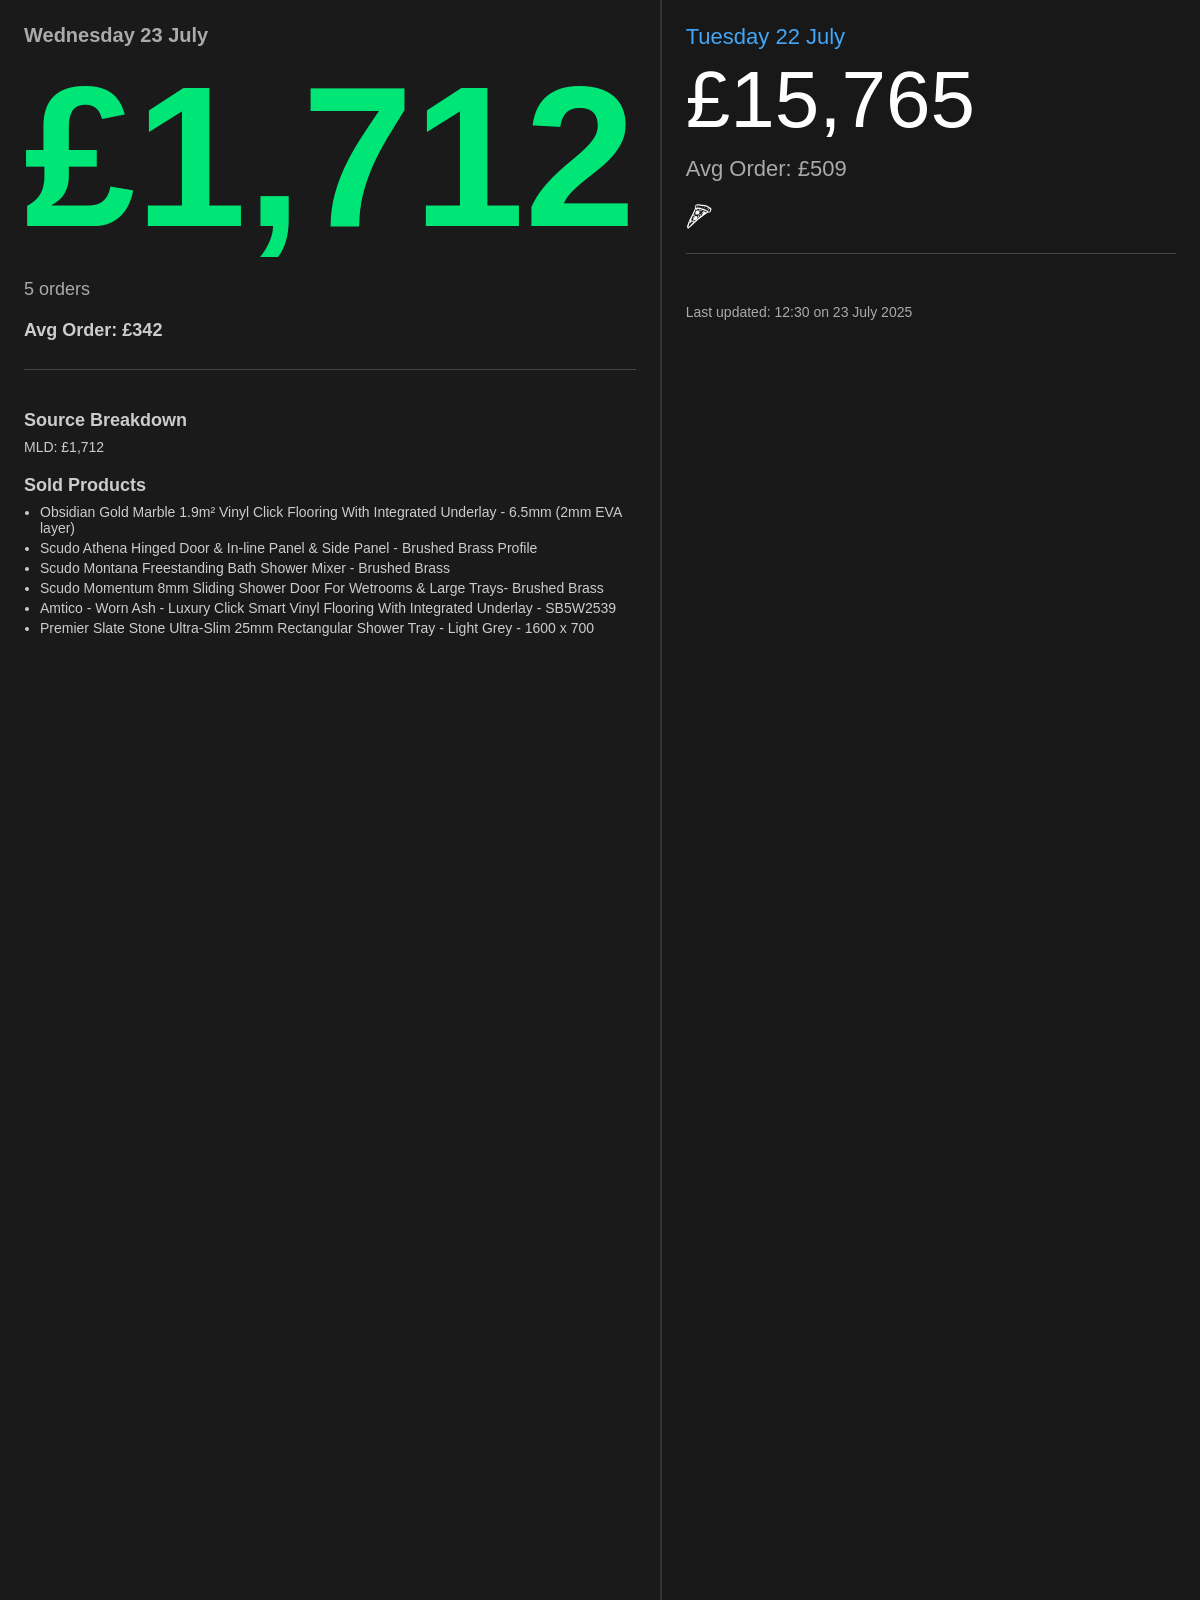 Wednesday 23 July
£1,712
5 orders
Avg Order: £342
Source Breakdown
MLD: £1,712
Sold Products
• Obsidian Gold Marble 1.9m² Vinyl Click Flooring With Integrated Underlay - 6.5mm (2mm EVA
layer)
• Scudo Athena Hinged Door & In-line Panel & Side Panel - Brushed Brass Profile
• Scudo Montana Freestanding Bath Shower Mixer - Brushed Brass
• Scudo Momentum 8mm Sliding Shower Door For Wetrooms & Large Trays- Brushed Brass
• Amtico - Worn Ash - Luxury Click Smart Vinyl Flooring With Integrated Underlay - SB5W2539
• Premier Slate Stone Ultra-Slim 25mm Rectangular Shower Tray - Light Grey - 1600 x 700
Tuesday 22 July
£15,765
Avg Order: £509
🍕
Last updated: 12:30 on 23 July 2025